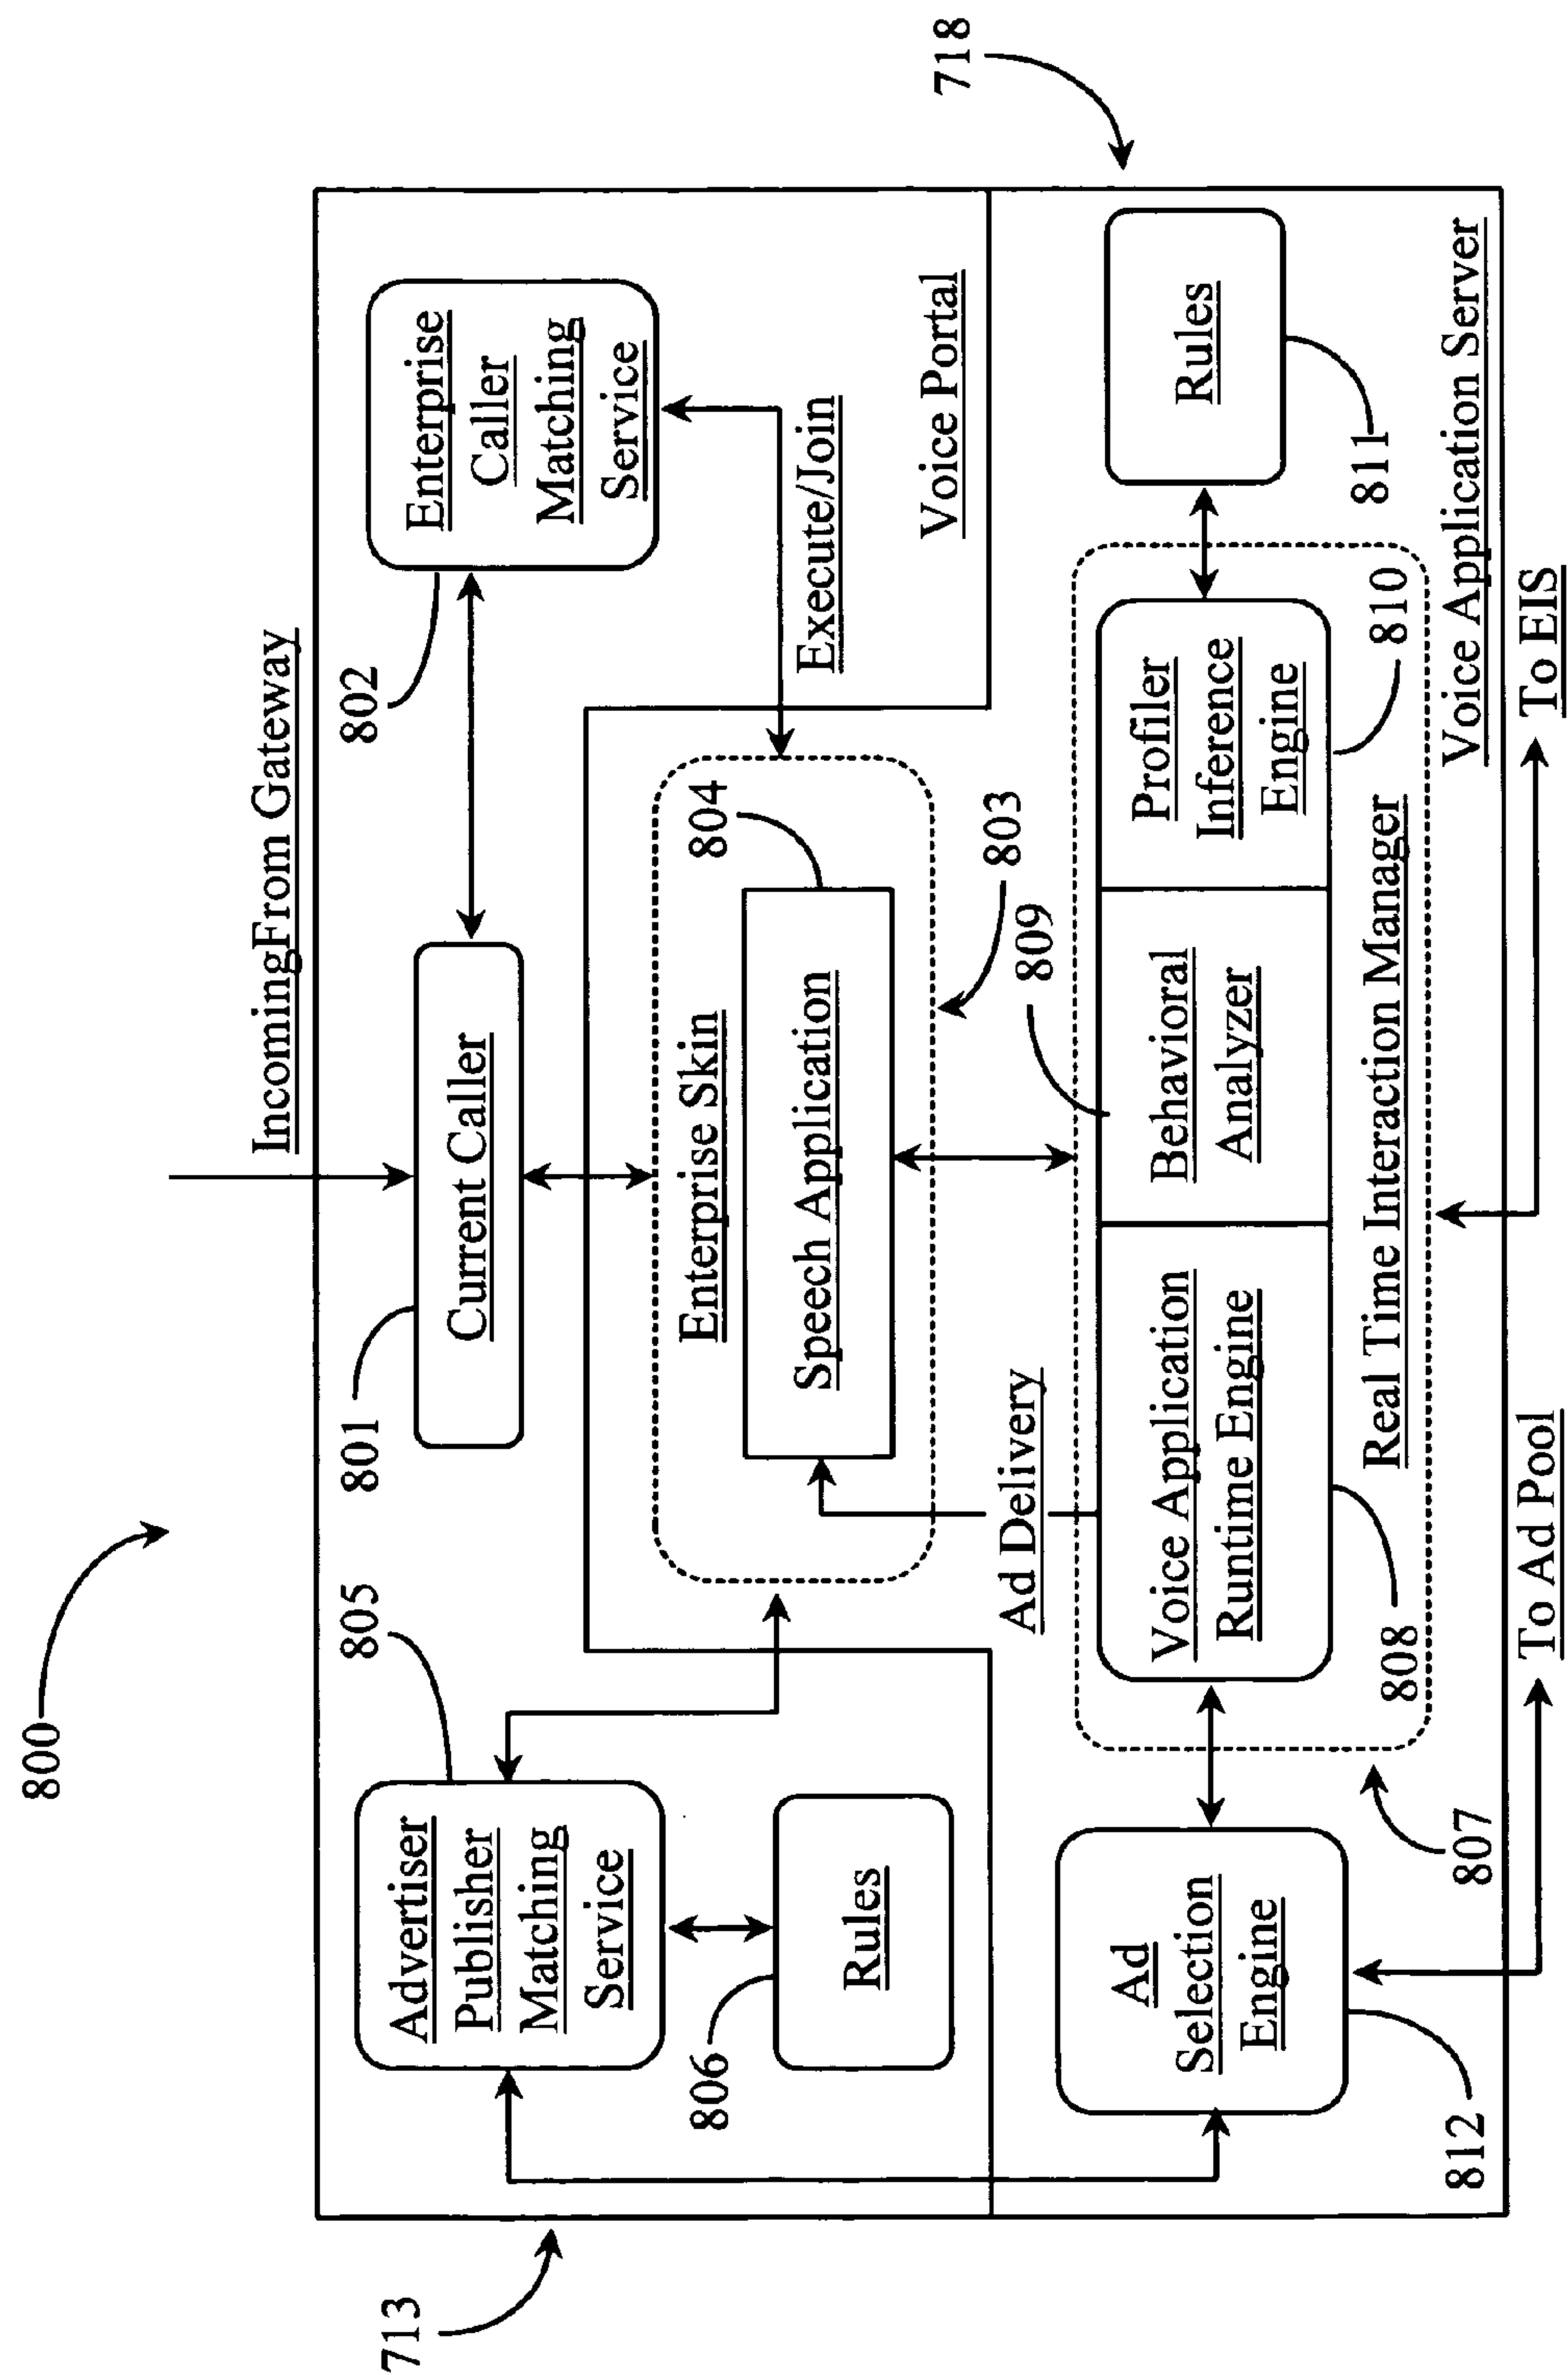 800
713
718
IncomingFrom Gateway
801
Current Caller
802
Enterprise
Caller
Matching
Service
805
Advertiser
Publisher
Matching
Service
806
Rules
Enterprise Skin
Speech Application
804
803
Execute/Join
Voice Portal
Ad Delivery
809
Ad
Selection
Engine
812
Voice Application
Runtime Engine
808
Behavioral
Analyzer
Profiler
Inference
Engine
810
Rules
811
Real Time Interaction Manager
807
Voice Application Server
To Ad Pool
To EIS